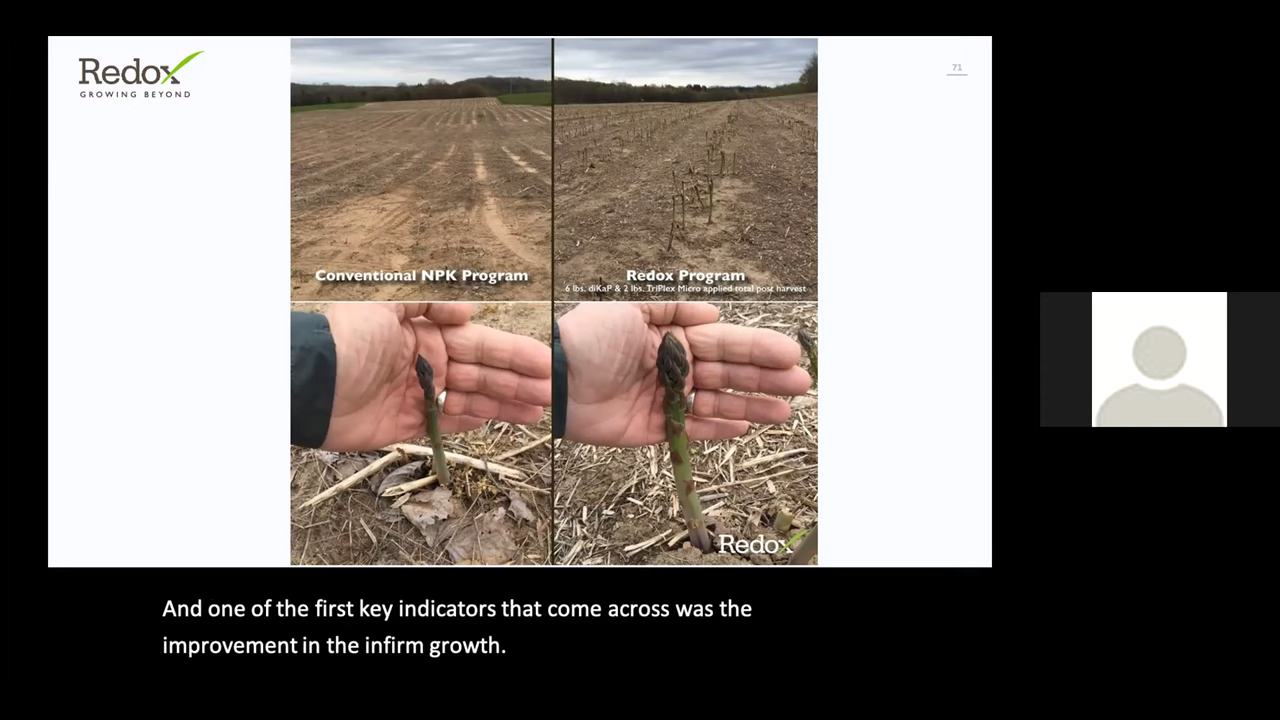 Redox
GROWING BEYOND
71
Conventional NPK Program
Redox Program
6 lbs. diKaP & 2 lbs. TriPlex Micro applied total post harvest
Redox
And one of the first key indicators that come across was the
improvement in the infirm growth.